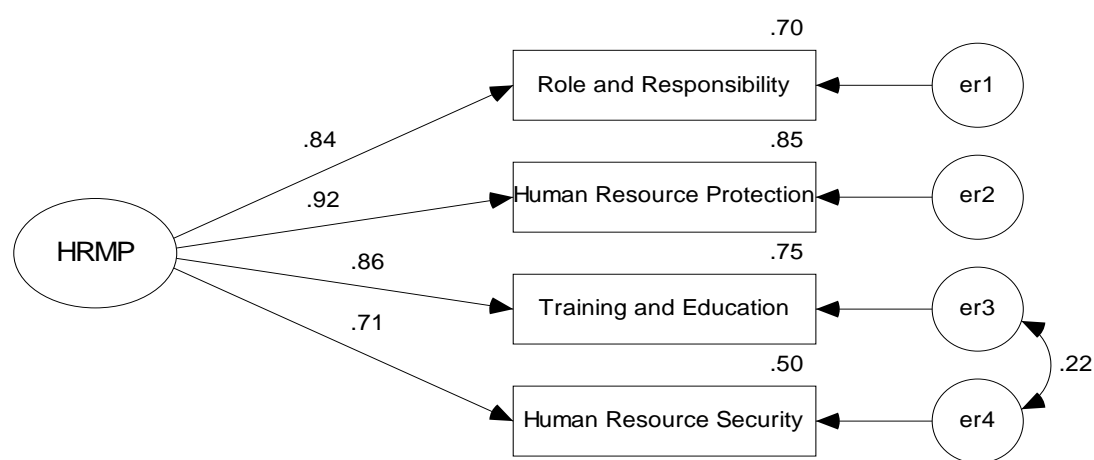 .70
Role and Responsibility
er1
.84
.85
.92
Human Resource Protection
er2
HRMP
.75
.86
Training and Education
er3
.71
.50
.22
Human Resource Security
er4